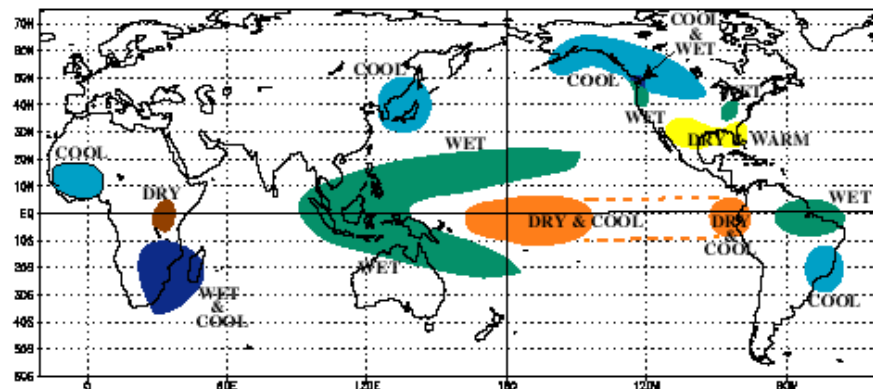 COOL
&
WET
70N
60N
COOL
COOL
50N
40N
WET
30N
WET
DRY & WARM
20N
COOL
10N
DRY
WET
EQ
DRY & COOL
DRY
&
COOL
10S
WET
20S
WET
&
COOL
COOL
30S
40S
50S
60S
0
60E
120E
180
120W
60W